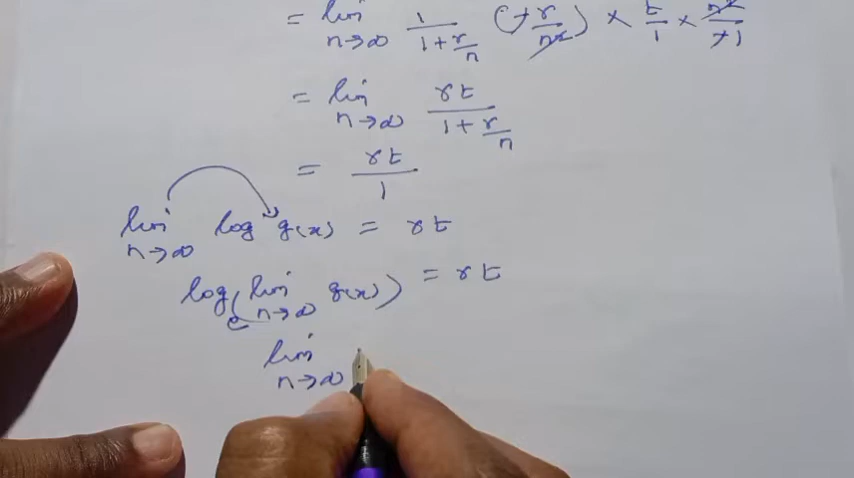 = lim n→∞ 1/(1+r/n) (+r/n²) × t/1 × n²/+1
= lim n→∞ rt/(1+r/n)
= rt/1
lim n→∞ log g(x) = rt
log e (lim n→∞ g(x)) = rt
lim n→∞